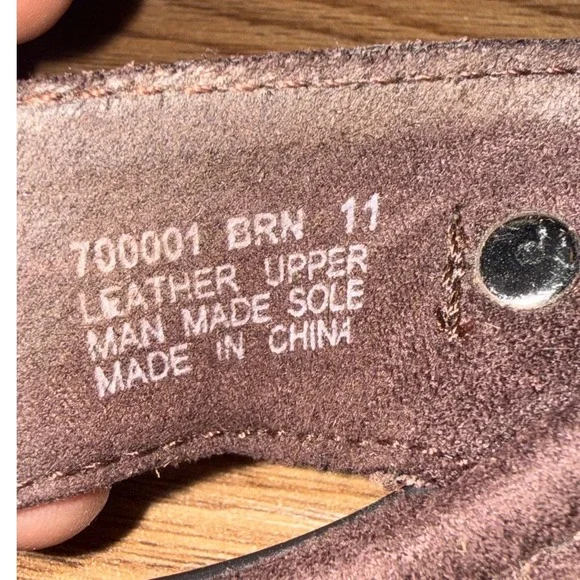 700001 BRN 11
LEATHER UPPER
MAN MADE SOLE
MADE IN CHINA